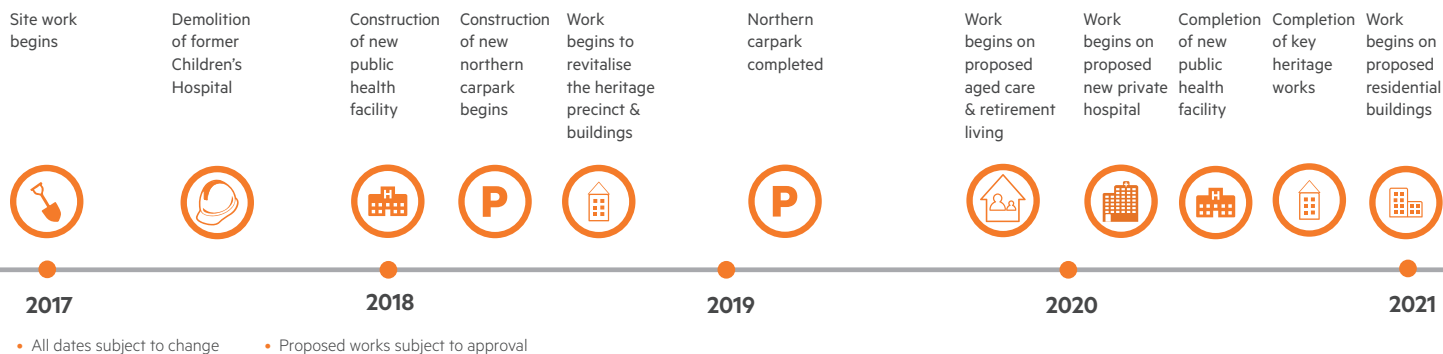 Site work
begins
Demolition
of former
Children’s
Hospital
Construction
of new
public
health
facility
Construction
of new
northern
carpark
begins
Work
begins to
revitalise
the heritage
precinct &
buildings
Northern
carpark
completed
Work
begins on
proposed
aged care
& retirement
living
Work
begins on
proposed
new private
hospital
Completion
of new
public
health
facility
Completion
of key
heritage
works
Work
begins on
proposed
residential
buildings
H
P
P
H
2017
2018
2019
2020
2021
• All dates subject to change
• Proposed works subject to approval